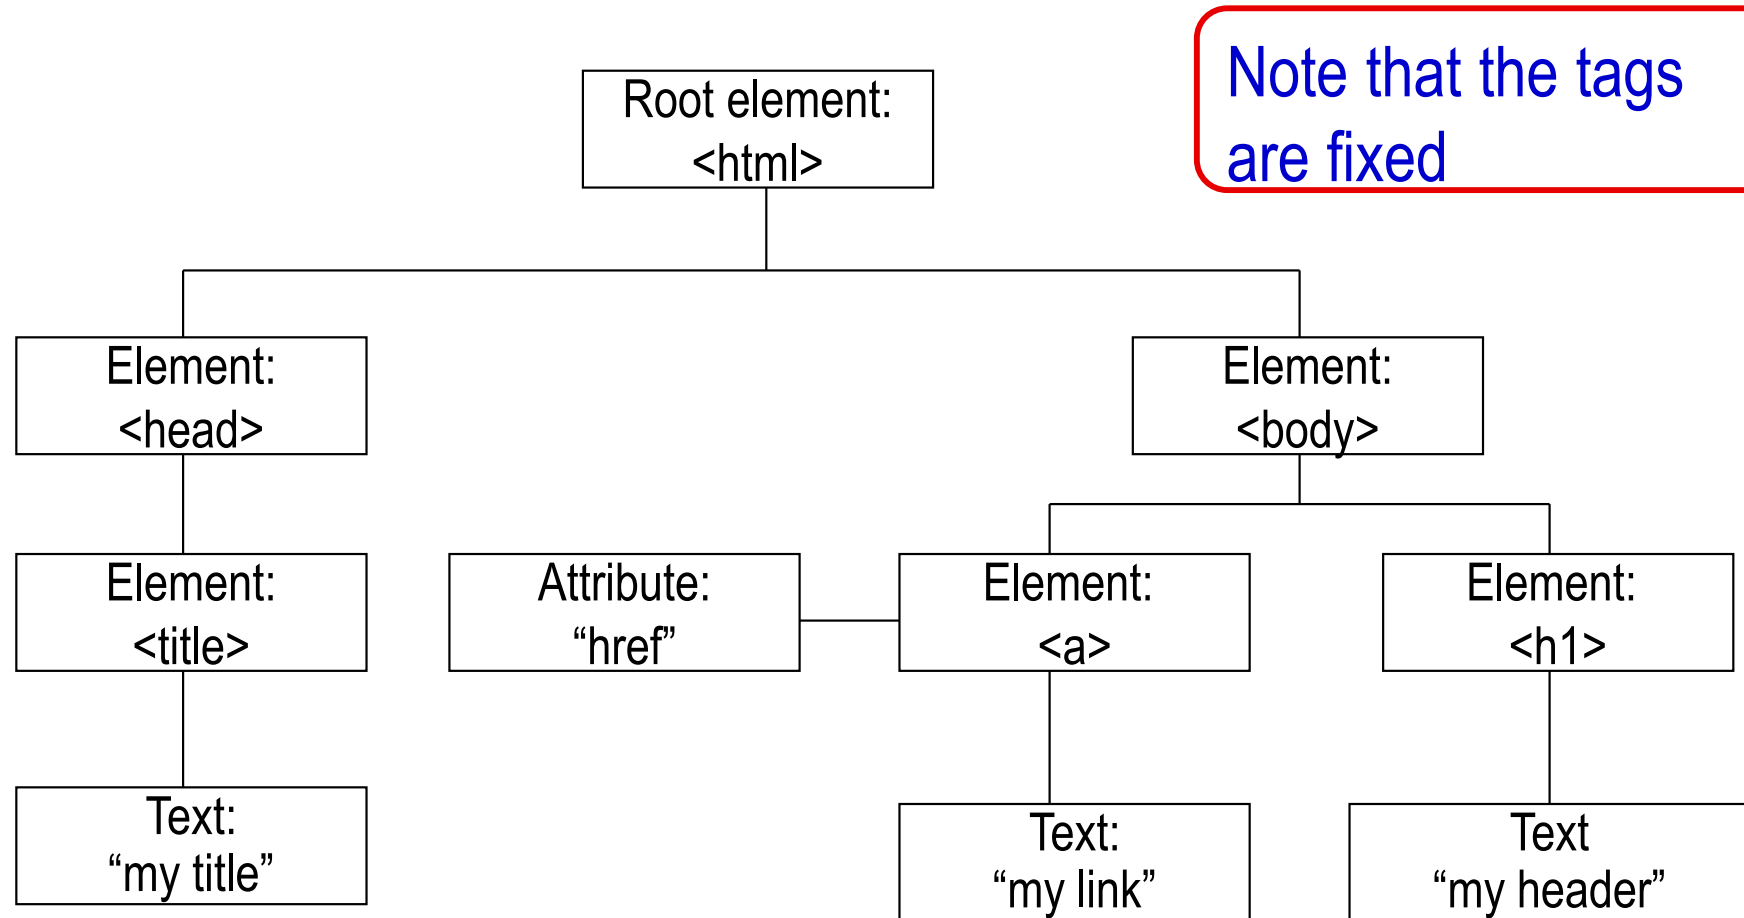 Note that the tags
are fixed
Root element:
<html>
Element:
<head>
Element:
<body>
Element:
<title>
Attribute:
“href”
Element:
<a>
Element:
<h1>
Text:
“my title”
Text:
“my link”
Text
“my header”